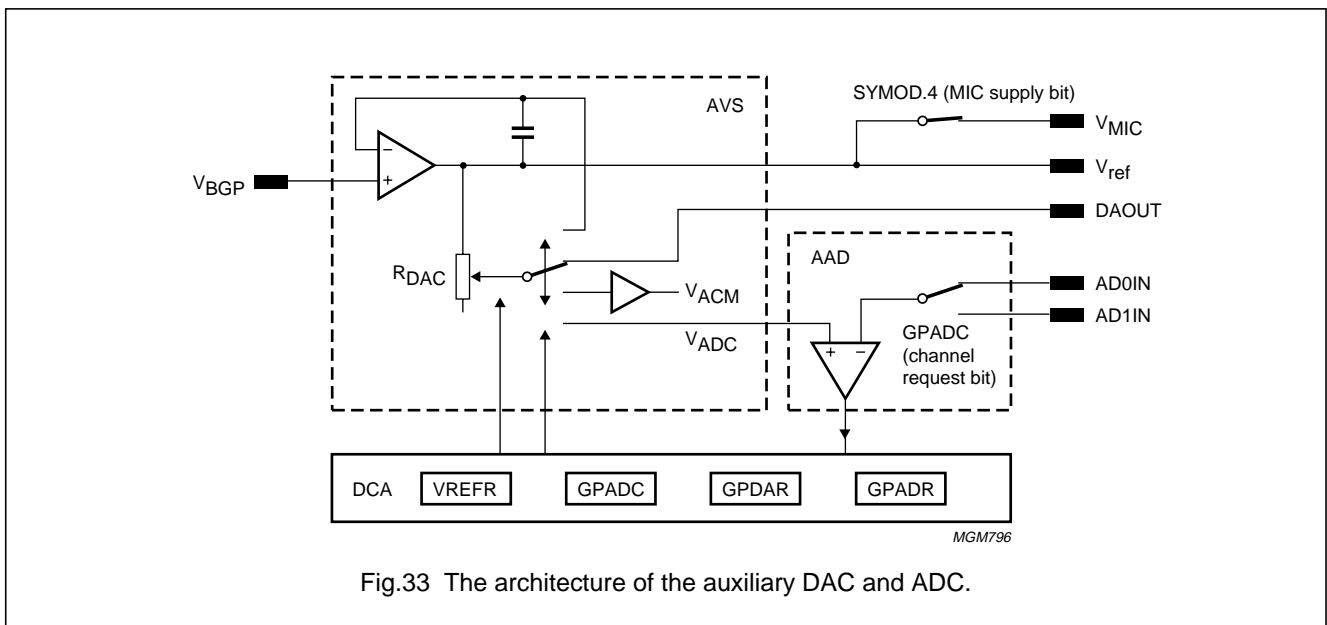 AVS
SYMOD.4 (MIC supply bit)
VMIC
−
+
VBGP
Vref
DAOUT
AAD
RDAC
VACM
AD0IN
AD1IN
VADC
GPADC
(channel
request bit)
+ −
DCA VREFR GPADC GPDAR GPADR
MGM796
Fig.33 The architecture of the auxiliary DAC and ADC.